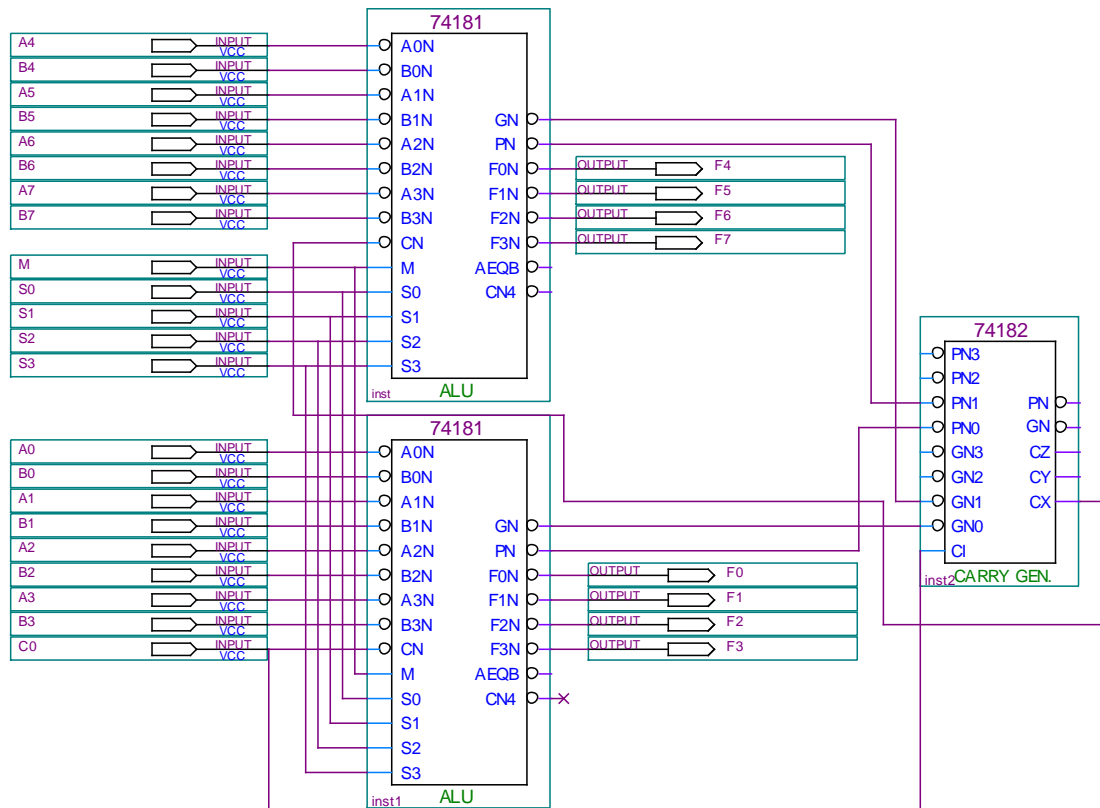 74181
A4 INPUT VCC A0N
B4 INPUT VCC B0N
A5 INPUT VCC A1N
B5 INPUT VCC B1N GN
A6 INPUT VCC A2N PN
B6 INPUT VCC B2N F0N OUTPUT F4
A7 INPUT VCC A3N F1N OUTPUT F5
B7 INPUT VCC B3N F2N OUTPUT F6
CN F3N OUTPUT F7
M INPUT VCC M AEQB
S0 INPUT VCC S0 CN4
S1 INPUT VCC S1
S2 INPUT VCC S2
S3 INPUT VCC S3
inst ALU
74182
PN3
PN2
PN1 PN
PN0 GN
GN3 CZ
GN2 CY
GN1 CX
GN0
CI
inst2 CARRY GEN.
74181
A0 INPUT VCC A0N
B0 INPUT VCC B0N
A1 INPUT VCC A1N
B1 INPUT VCC B1N GN
A2 INPUT VCC A2N PN
B2 INPUT VCC B2N F0N OUTPUT F0
A3 INPUT VCC A3N F1N OUTPUT F1
B3 INPUT VCC B3N F2N OUTPUT F2
C0 INPUT VCC CN F3N OUTPUT F3
M AEQB
S0 CN4
S1
S2
S3
inst1 ALU